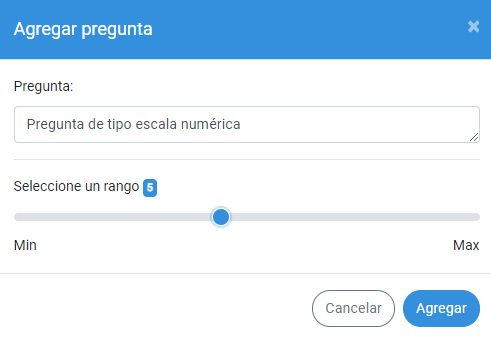 Agregar pregunta ×
Pregunta:
Pregunta de tipo escala numérica
Seleccione un rango 5
Min Max
Cancelar Agregar